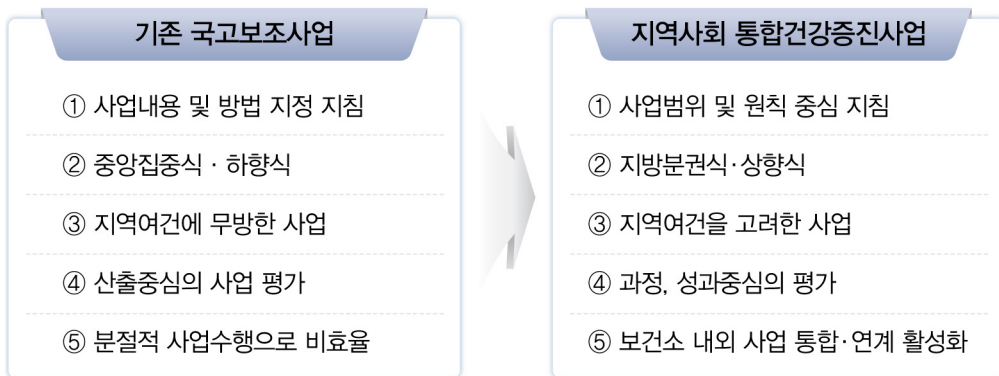 기존 국고보조사업
① 사업내용 및 방법 지정 지침
② 중앙집중식 · 하향식
③ 지역여건에 무방한 사업
④ 산출중심의 사업 평가
⑤ 분절적 사업수행으로 비효율
지역사회 통합건강증진사업
① 사업범위 및 원칙 중심 지침
② 지방분권식·상향식
③ 지역여건을 고려한 사업
④ 과정, 성과중심의 평가
⑤ 보건소 내외 사업 통합·연계 활성화